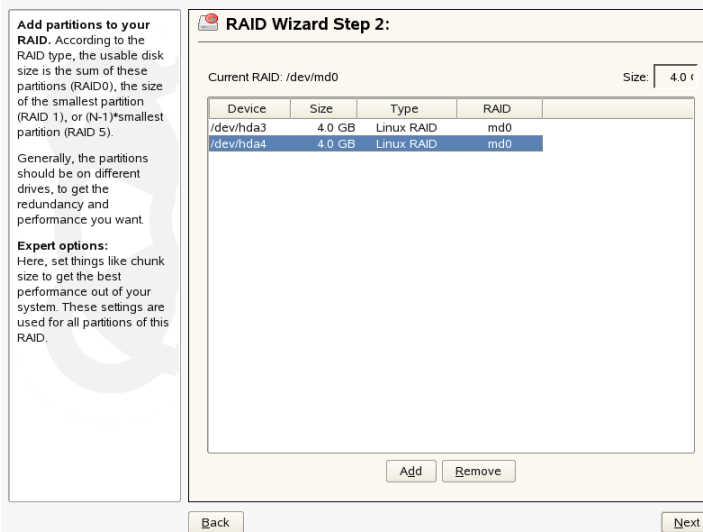 Add partitions to your
RAID. According to the
RAID type, the usable disk
size is the sum of these
partitions (RAID0), the size
of the smallest partition
(RAID 1), or (N-1)*smallest
partition (RAID 5).
Generally, the partitions
should be on different
drives, to get the
redundancy and
performance you want.
Expert options:
Here, set things like chunk
size to get the best
performance out of your
system. These settings are
used for all partitions of this
RAID.
RAID Wizard Step 2:
Current RAID: /dev/md0 Size: 4.0
Device Size Type RAID
/dev/hda3 4.0 GB Linux RAID md0
/dev/hda4 4.0 GB Linux RAID md0
Add Remove
Back Next